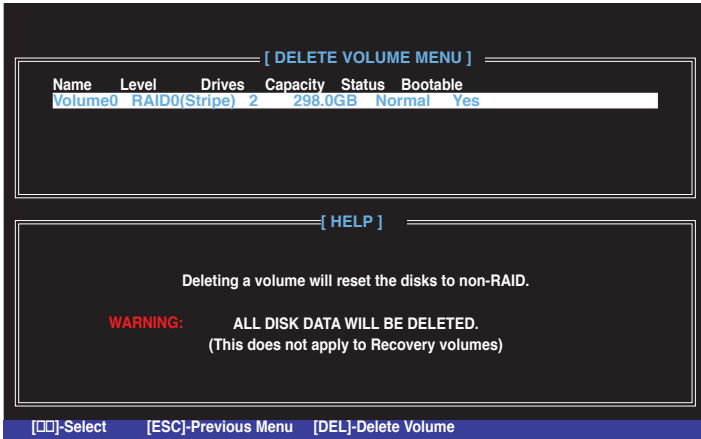 [ DELETE VOLUME MENU ]
Name Level Drives Capacity Status Bootable
Volume0 RAID0(Stripe) 2 298.0GB Normal Yes
[ HELP ]
Deleting a volume will reset the disks to non-RAID.
WARNING: ALL DISK DATA WILL BE DELETED.
(This does not apply to Recovery volumes)
[□□]-Select [ESC]-Previous Menu [DEL]-Delete Volume